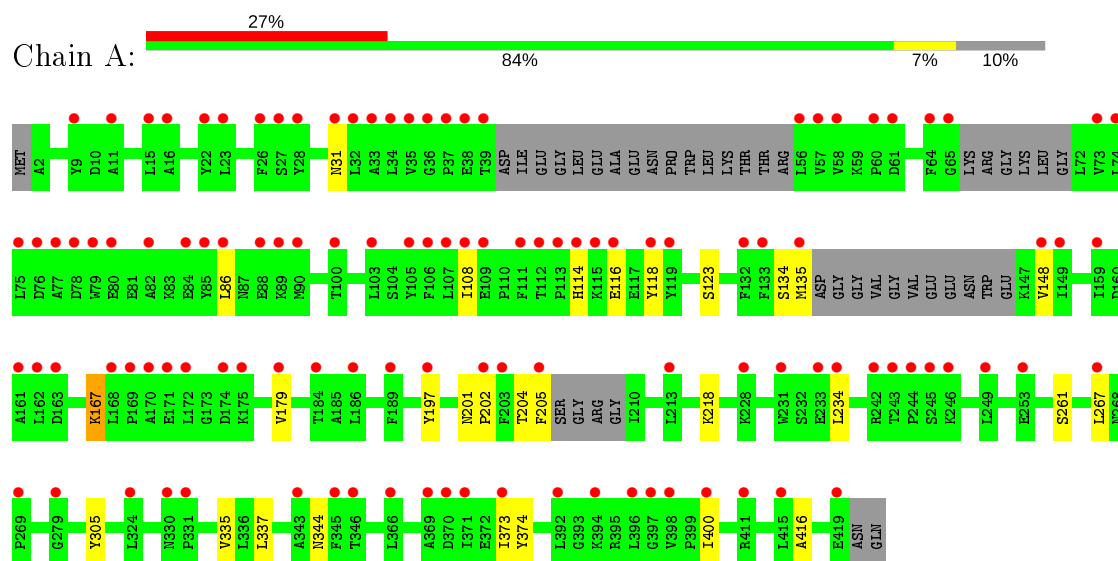 27%
Chain A:
84% 7% 10%
MET A2 Y9 D10 A11 L15 A16 Y22 L23 F26 S27 Y28 N31 L32 A33 L34 V35 G36 P37 E38 T39 ASP ILE GLU GLY LEU GLU ALA GLU ASN PRO TRP LEU LYS THR THR ARG L56 V57 V58 K59 P60 D61 F64 G65 LYS ARG GLY LYS LEU GLY L72 V73 L74
L75 D76 A77 D78 W79 E80 E81 A82 K83 E84 Y85 L86 N87 E88 K89 M90 T100 L103 S104 Y105 F106 L107 I108 E109 P110 F111 T112 P113 H114 K115 E116 E117 Y118 Y119 S123 F132 F133 S134 M135 ASP GLY GLY VAL GLY VAL GLU GLU ASN TRP GLU K147 V148 I149 I159 D160
A161 L162 D163 K167 L168 P169 A170 E171 L172 G173 D174 K175 V179 T184 A185 L186 F189 Y197 N201 P202 F203 T204 F205 SER GLY ARG GLY I210 L213 K218 K228 W231 S232 E233 L234 R242 T243 P244 S245 K246 L249 E253 S261 L267 N268
P269 G279 Y305 L324 N330 P331 V335 L336 L337 A343 N344 F345 T346 L366 A369 D370 I371 E372 I373 Y374 L392 G393 K394 R395 L396 G397 V398 P399 I400 R411 L415 A416 E419 ASN GLN